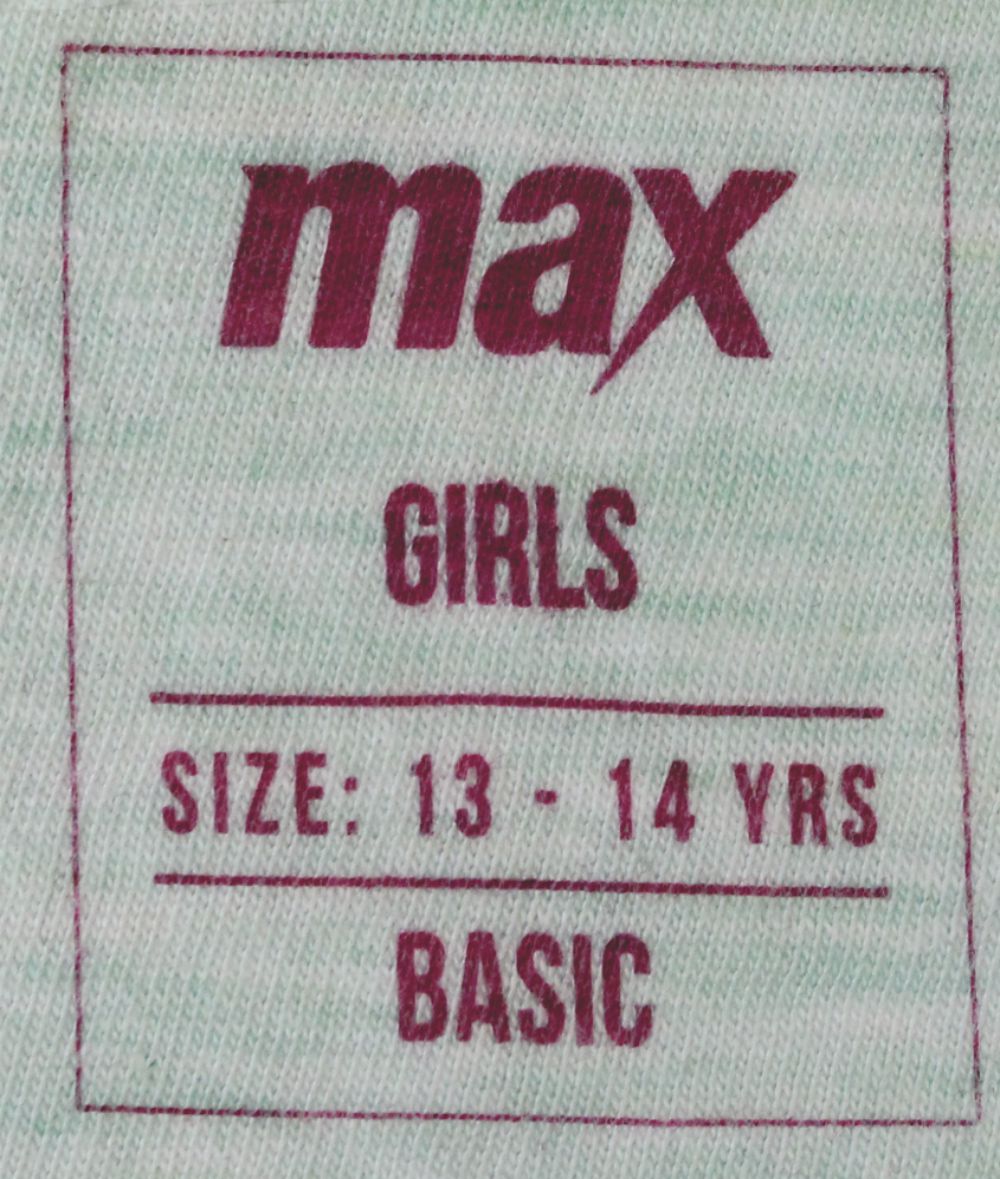 max
GIRLS
SIZE: 13 - 14 YRS
BASIC